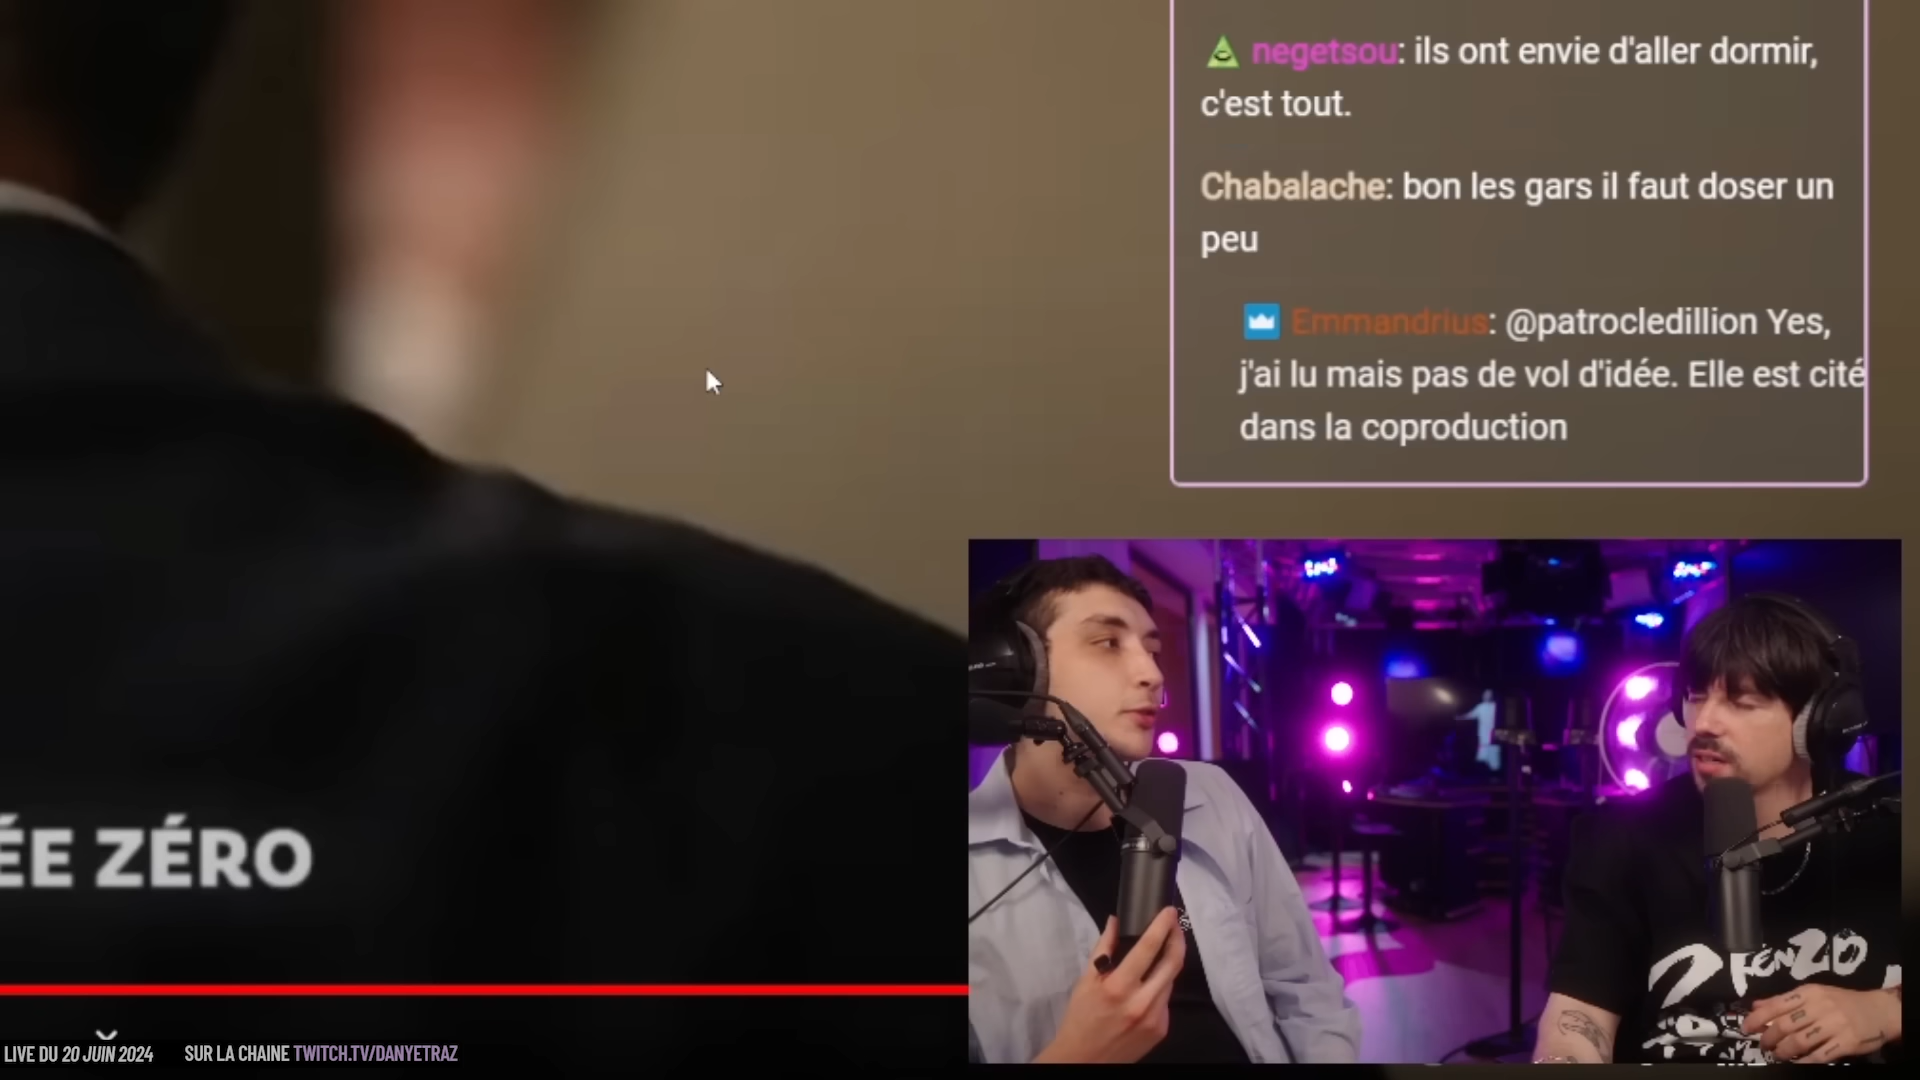 negetsou: ils ont envie d'aller dormir,
c'est tout.
Chabalache: bon les gars il faut doser un
peu
Emmandrius: @patrocledillion Yes,
j'ai lu mais pas de vol d'idée. Elle est cité
dans la coproduction
ÉE ZÉRO
KENZO
LIVE DU 20 JUIN 2024 SUR LA CHAINE TWITCH.TV/DANYETRAZ